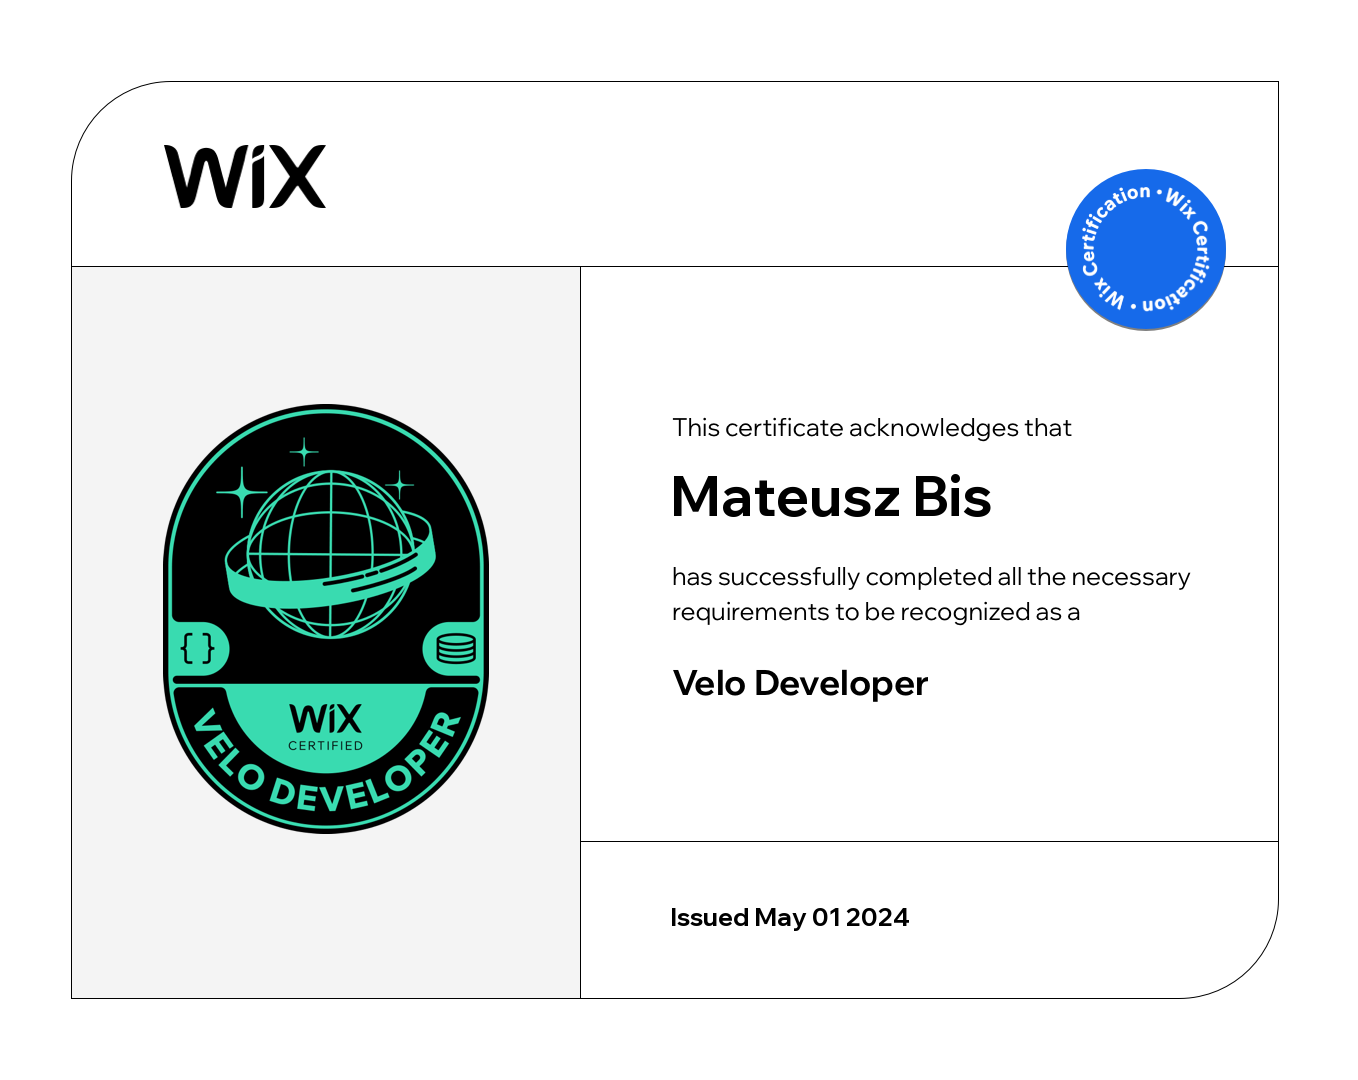 WiX
Wix Certification • Wix Certification •
This certificate acknowledges that
Mateusz Bis
has successfully completed all the necessary
requirements to be recognized as a
Velo Developer
{ }
WiX
CERTIFIED
VELO DEVELOPER
Issued May 01 2024